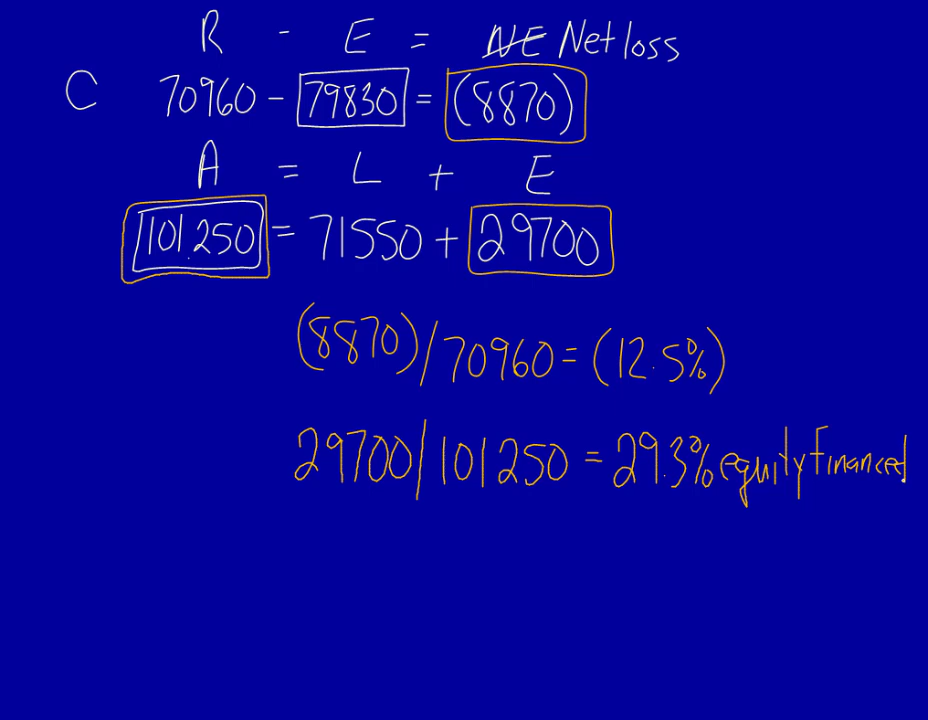 R - E = Net loss
C 70960 - 79830 = (8870)
A = L + E
101.250 = 71550 + 29700
(8870)/70960 = (12.5%)
29700/101250 = 29.3% equity financed